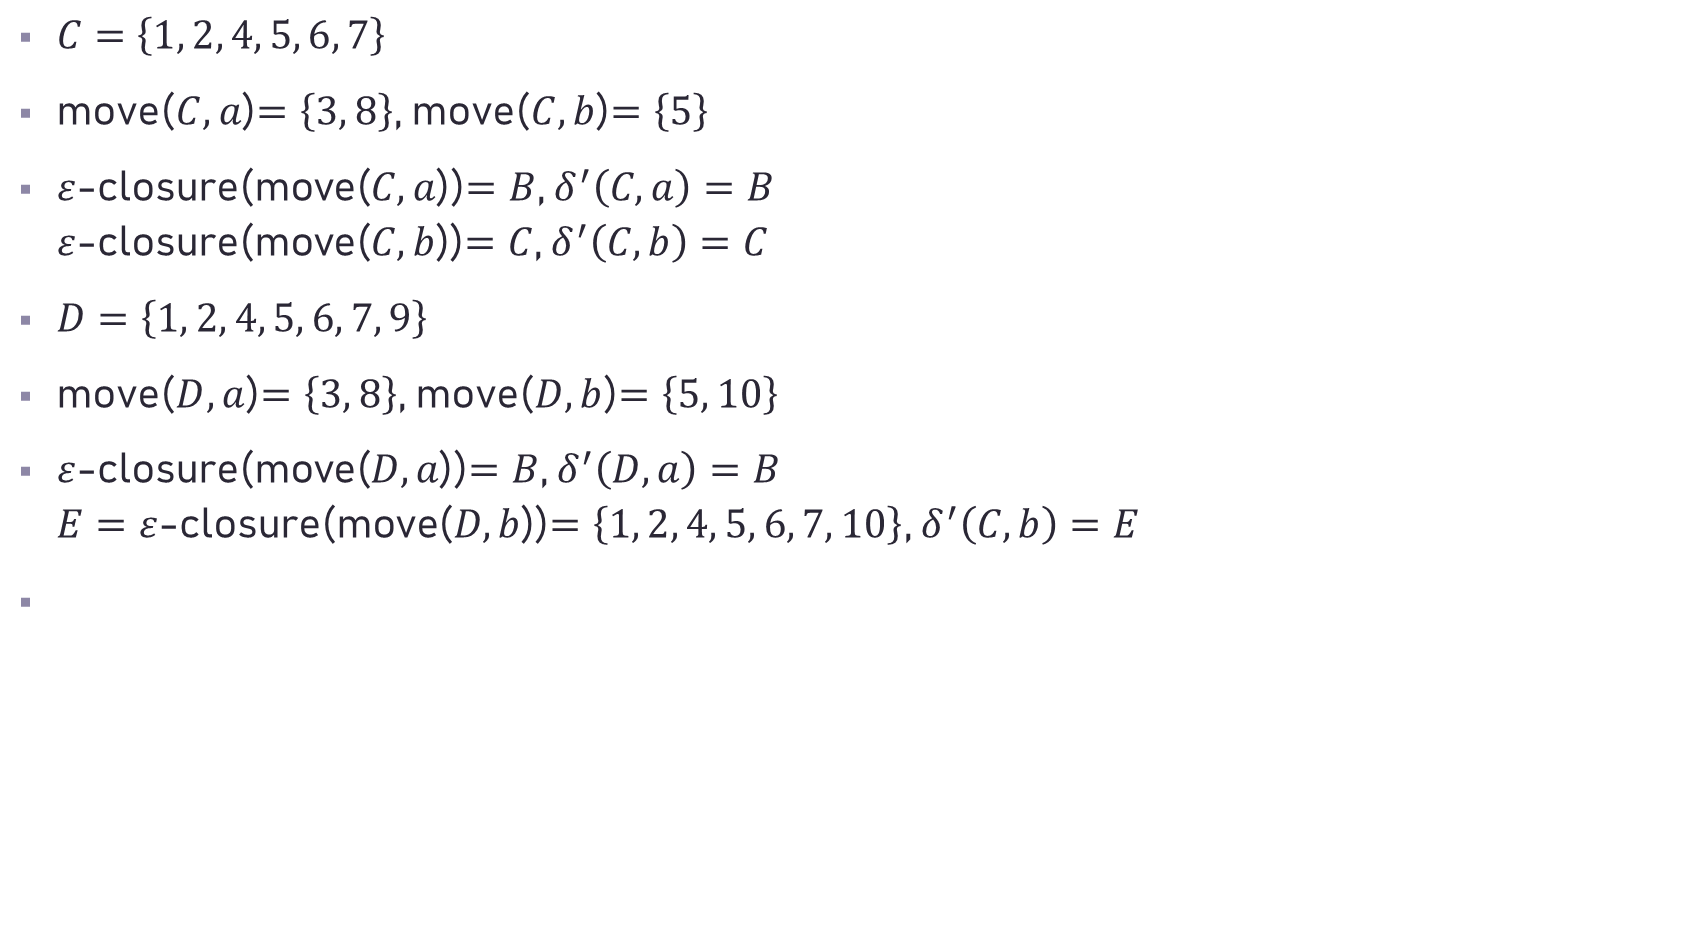 ▪ C = {1, 2, 4, 5, 6, 7}
▪ move(C, a)= {3, 8}, move(C, b)= {5}
▪ ε-closure(move(C, a))= B, δ′(C, a) = B
ε-closure(move(C, b))= C, δ′(C, b) = C
▪ D = {1, 2, 4, 5, 6, 7, 9}
▪ move(D, a)= {3, 8}, move(D, b)= {5, 10}
▪ ε-closure(move(D, a))= B, δ′(D, a) = B
E = ε-closure(move(D, b))= {1, 2, 4, 5, 6, 7, 10}, δ′(C, b) = E
▪